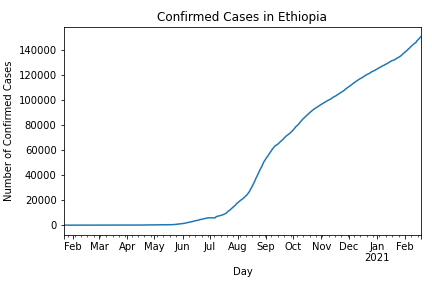 Confirmed Cases in Ethiopia
Number of Confirmed Cases
140000
120000
100000
80000
60000
40000
20000
0
Feb Mar Apr May Jun Jul Aug Sep Oct Nov Dec Jan Feb
2021
Day